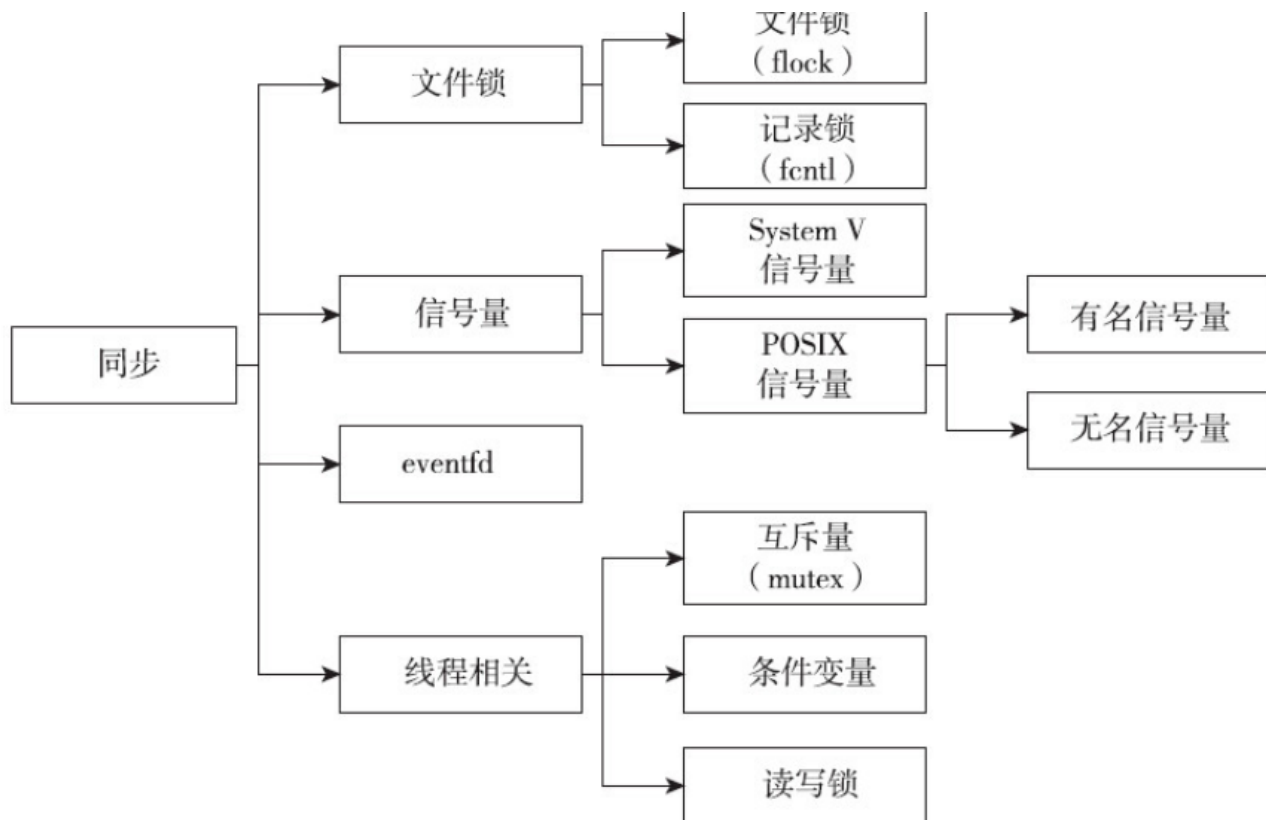 文件锁
（flock）
文件锁
记录锁
（fcntl）
System V
信号量
信号量
有名信号量
同步
POSIX
信号量
无名信号量
eventfd
互斥量
（mutex）
线程相关
条件变量
读写锁